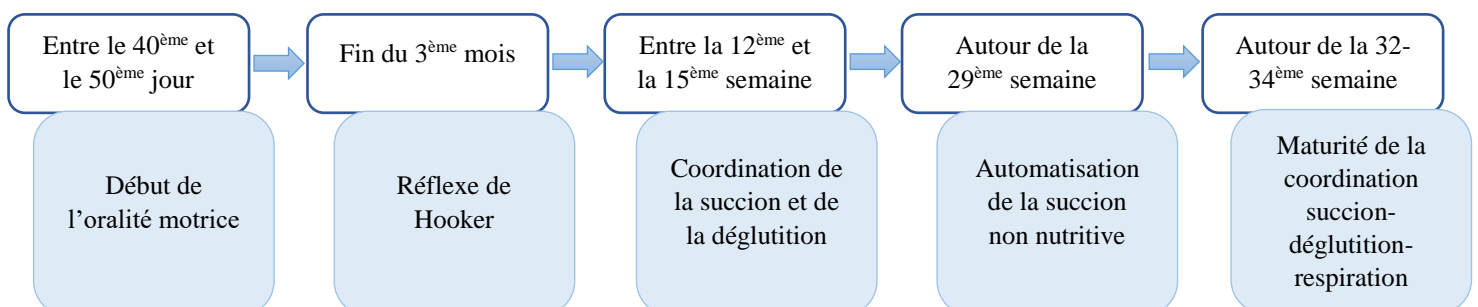 Entre le 40ème et
le 50ème jour
Début de
l’oralité motrice
Fin du 3ème mois
Réflexe de
Hooker
Entre la 12ème et
la 15ème semaine
Coordination de
la succion et de
la déglutition
Autour de la
29ème semaine
Automatisation
de la succion
non nutritive
Autour de la 32-
34ème semaine
Maturité de la
coordination
succion-
déglutition-
respiration